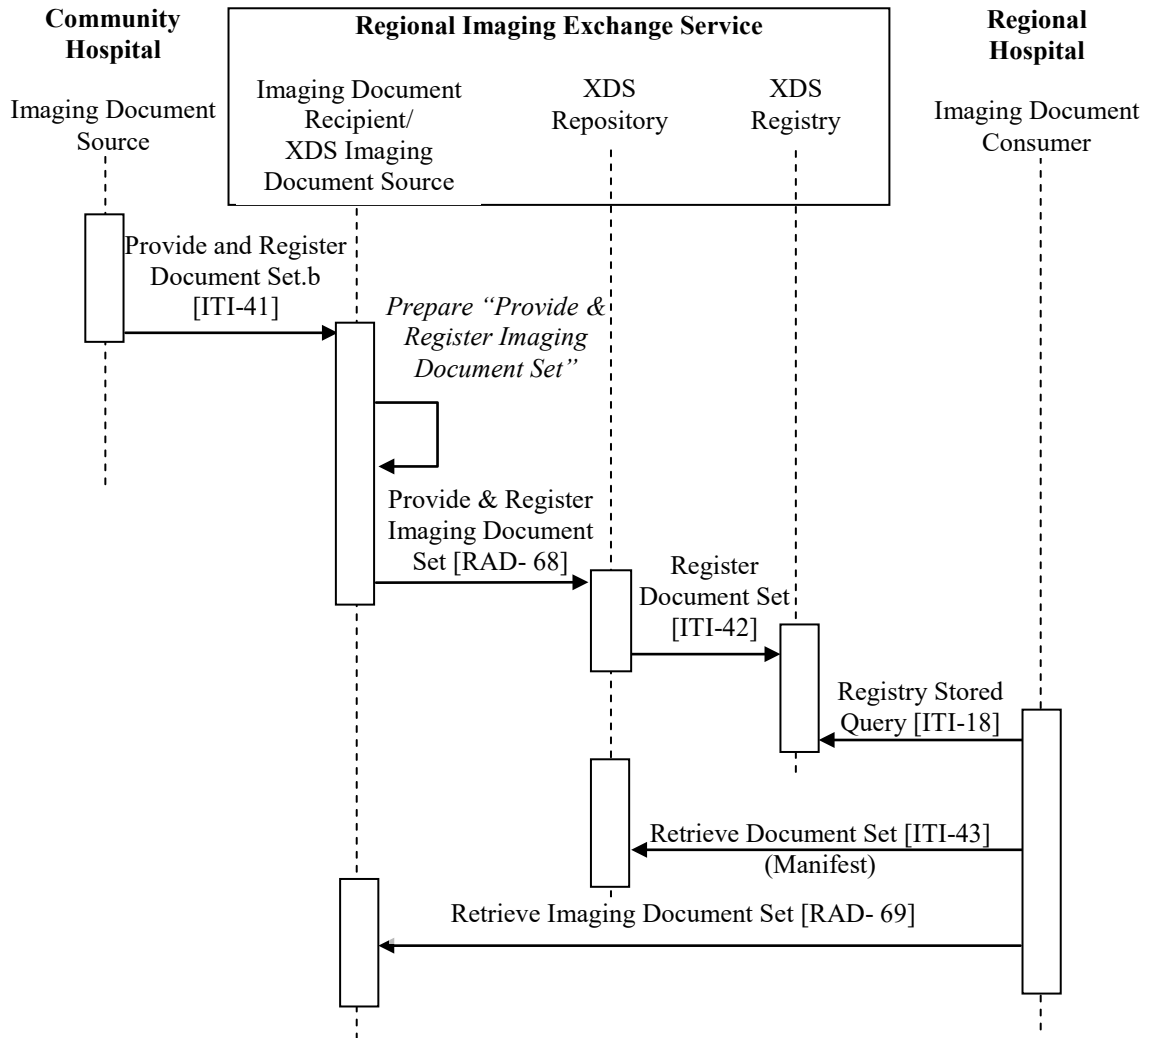 Community
Hospital
Regional Imaging Exchange Service
Regional
Hospital
Imaging Document
Source
Imaging Document
Recipient/
XDS Imaging
Document Source
XDS
Repository
XDS
Registry
Imaging Document
Consumer
Provide and Register
Document Set.b
[ITI-41]
Prepare “Provide &
Register Imaging
Document Set”
Provide & Register
Imaging Document
Set [RAD- 68]
Register
Document Set
[ITI-42]
Registry Stored
Query [ITI-18]
Retrieve Document Set [ITI-43]
(Manifest)
Retrieve Imaging Document Set [RAD- 69]